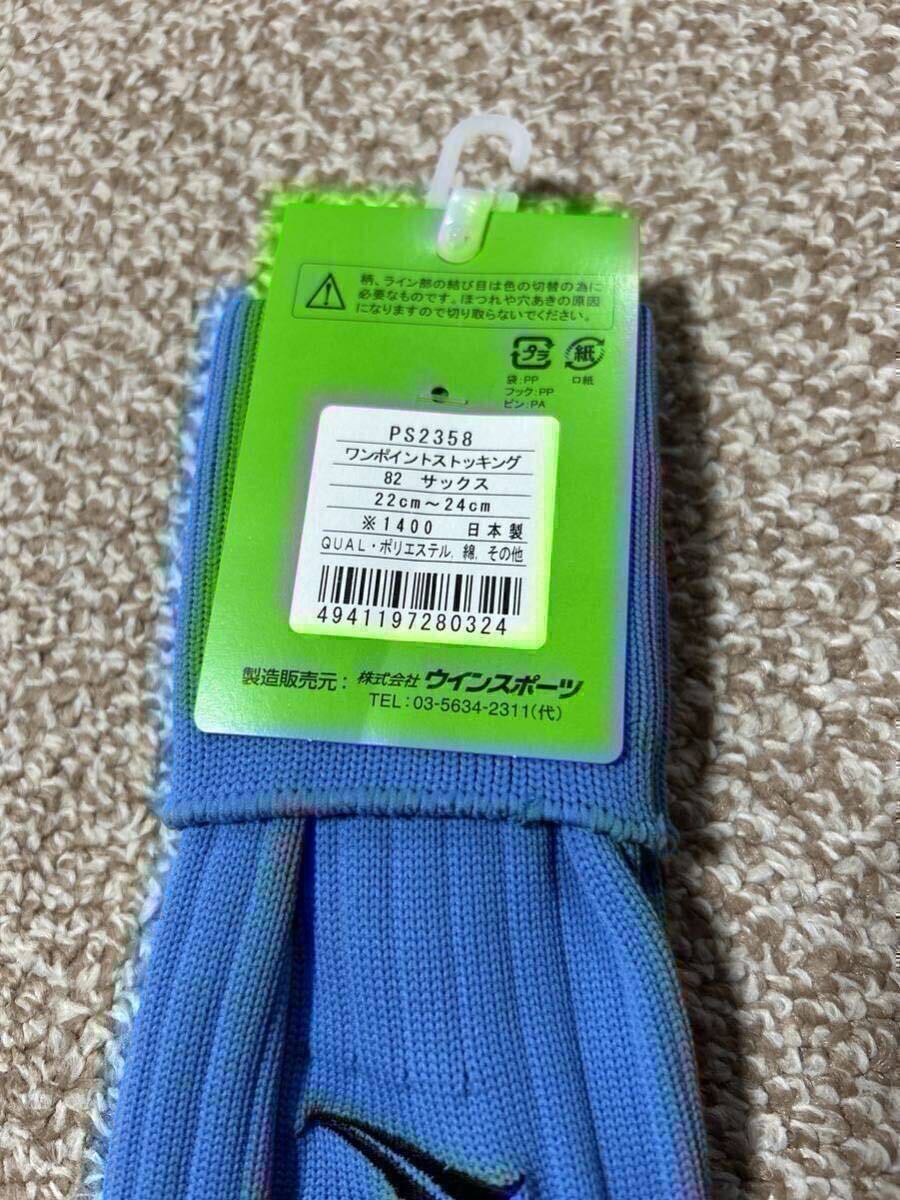 柄、ライン部の結び目は色の切替の為に
必要なものです。ほつれや穴あきの原因
になりますので切り取らないでください。
プラ 紙
袋:PP ロ紙
フック:PP
ピン:PA
PS2358
ワンポイントストッキング
82 サックス
22cm～24cm
※1400 日本製
QUAL・ポリエステル,綿,その他
4941197280324
製造販売元:株式会社ウインスポーツ
TEL:03-5634-2311(代)